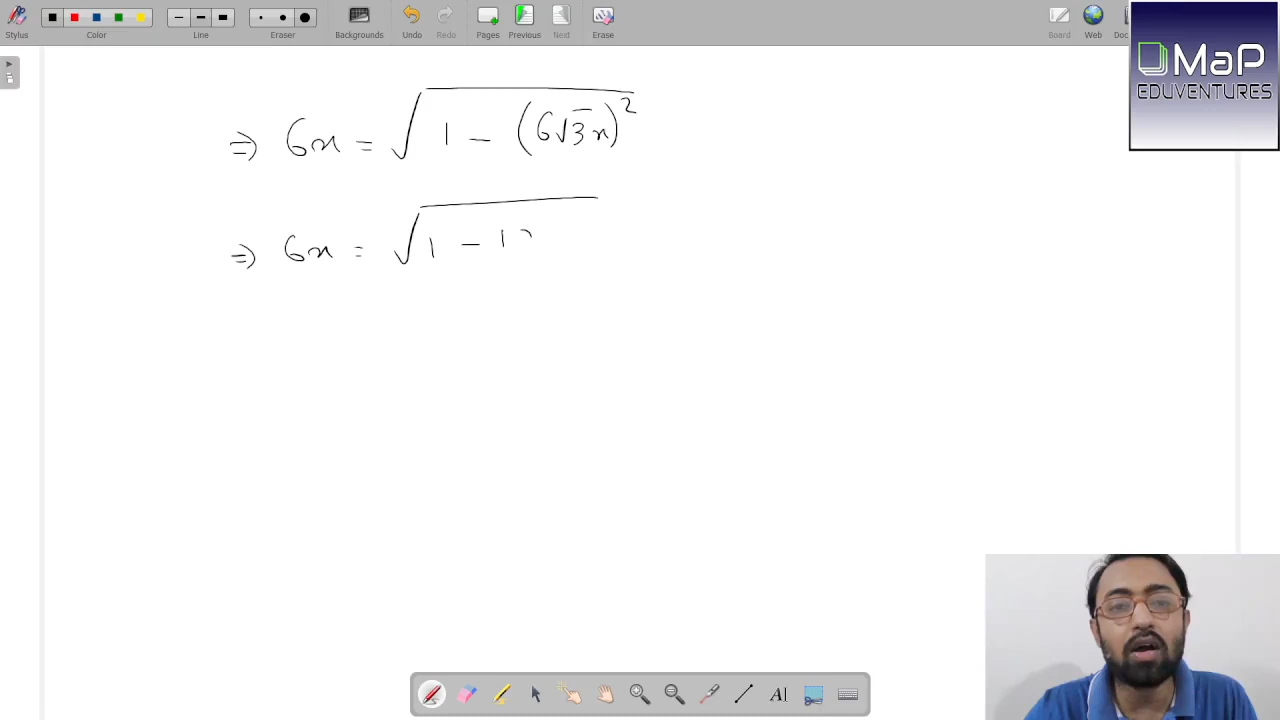 Stylus Color Line Eraser Backgrounds Undo Redo Pages Previous Next Erase Board Web
MaP
EDUVENTURES
⇒ 6x = √(1 - (6√3x)²
⇒ 6x = √(1 - 1
AI